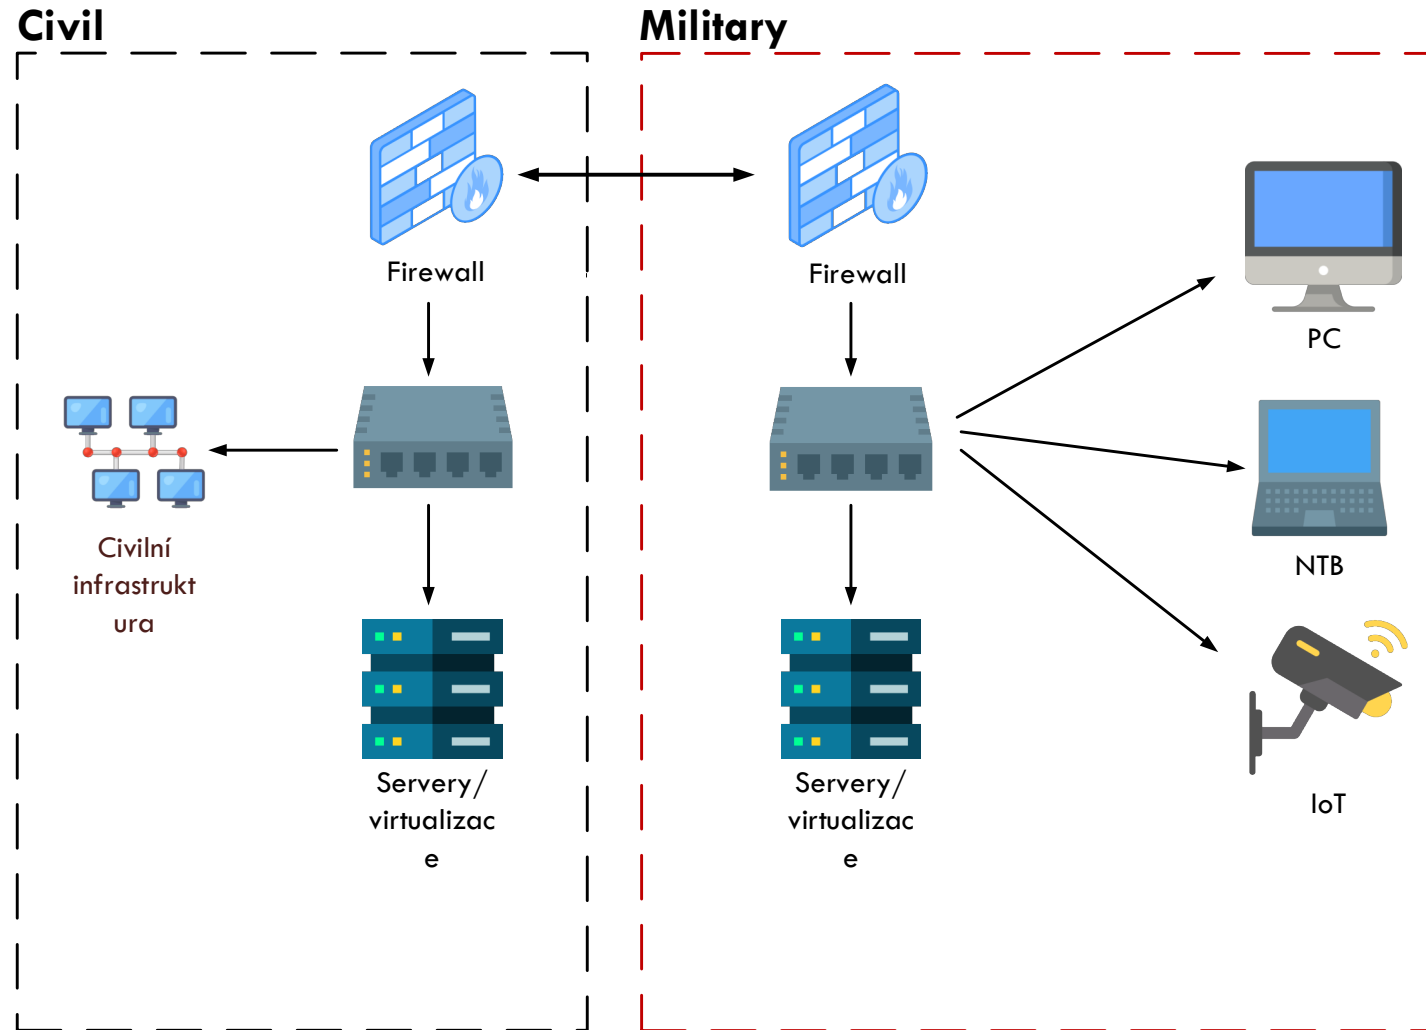 Civil
Military
Firewall
Firewall
PC
Civilní
infrastrukt
ura
NTB
Servery/
virtualizac
e
Servery/
virtualizac
e
IoT